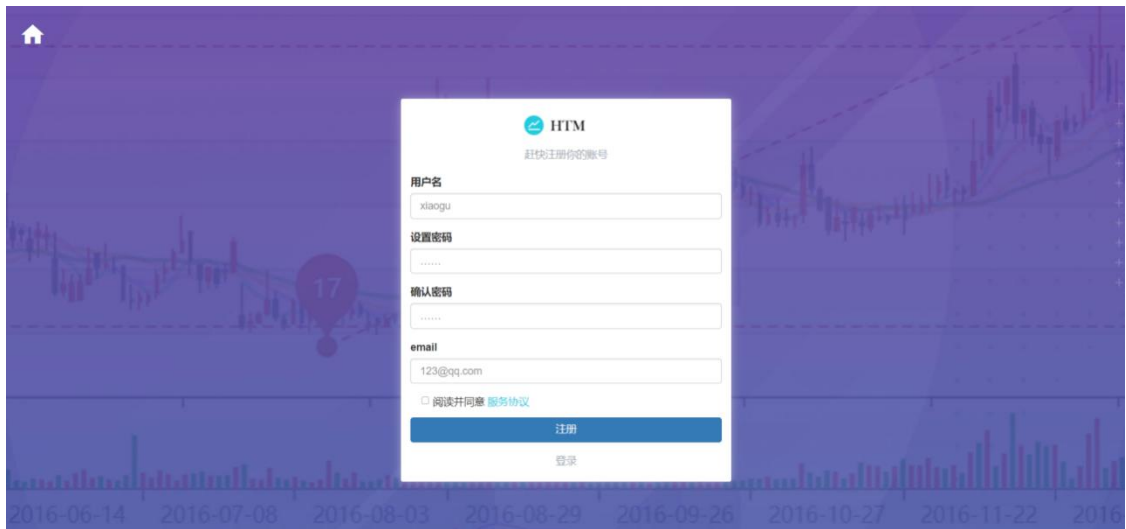 HTM
赶快注册你的账号
用户名
xiaogu
设置密码
......
确认密码
......
email
123@qq.com
阅读并同意 服务协议
注册
登录
17
2016-06-14 2016-07-08 2016-08-03 2016-08-29 2016-09-26 2016-10-27 2016-11-22 2016